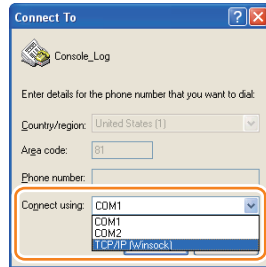 Connect To
Console_Log
Enter details for the phone number that you want to dial:
Country/region: United States (1)
Area code: 81
Phone number:
Connect using: COM1
COM1
COM2
TCP/IP (Winsock)